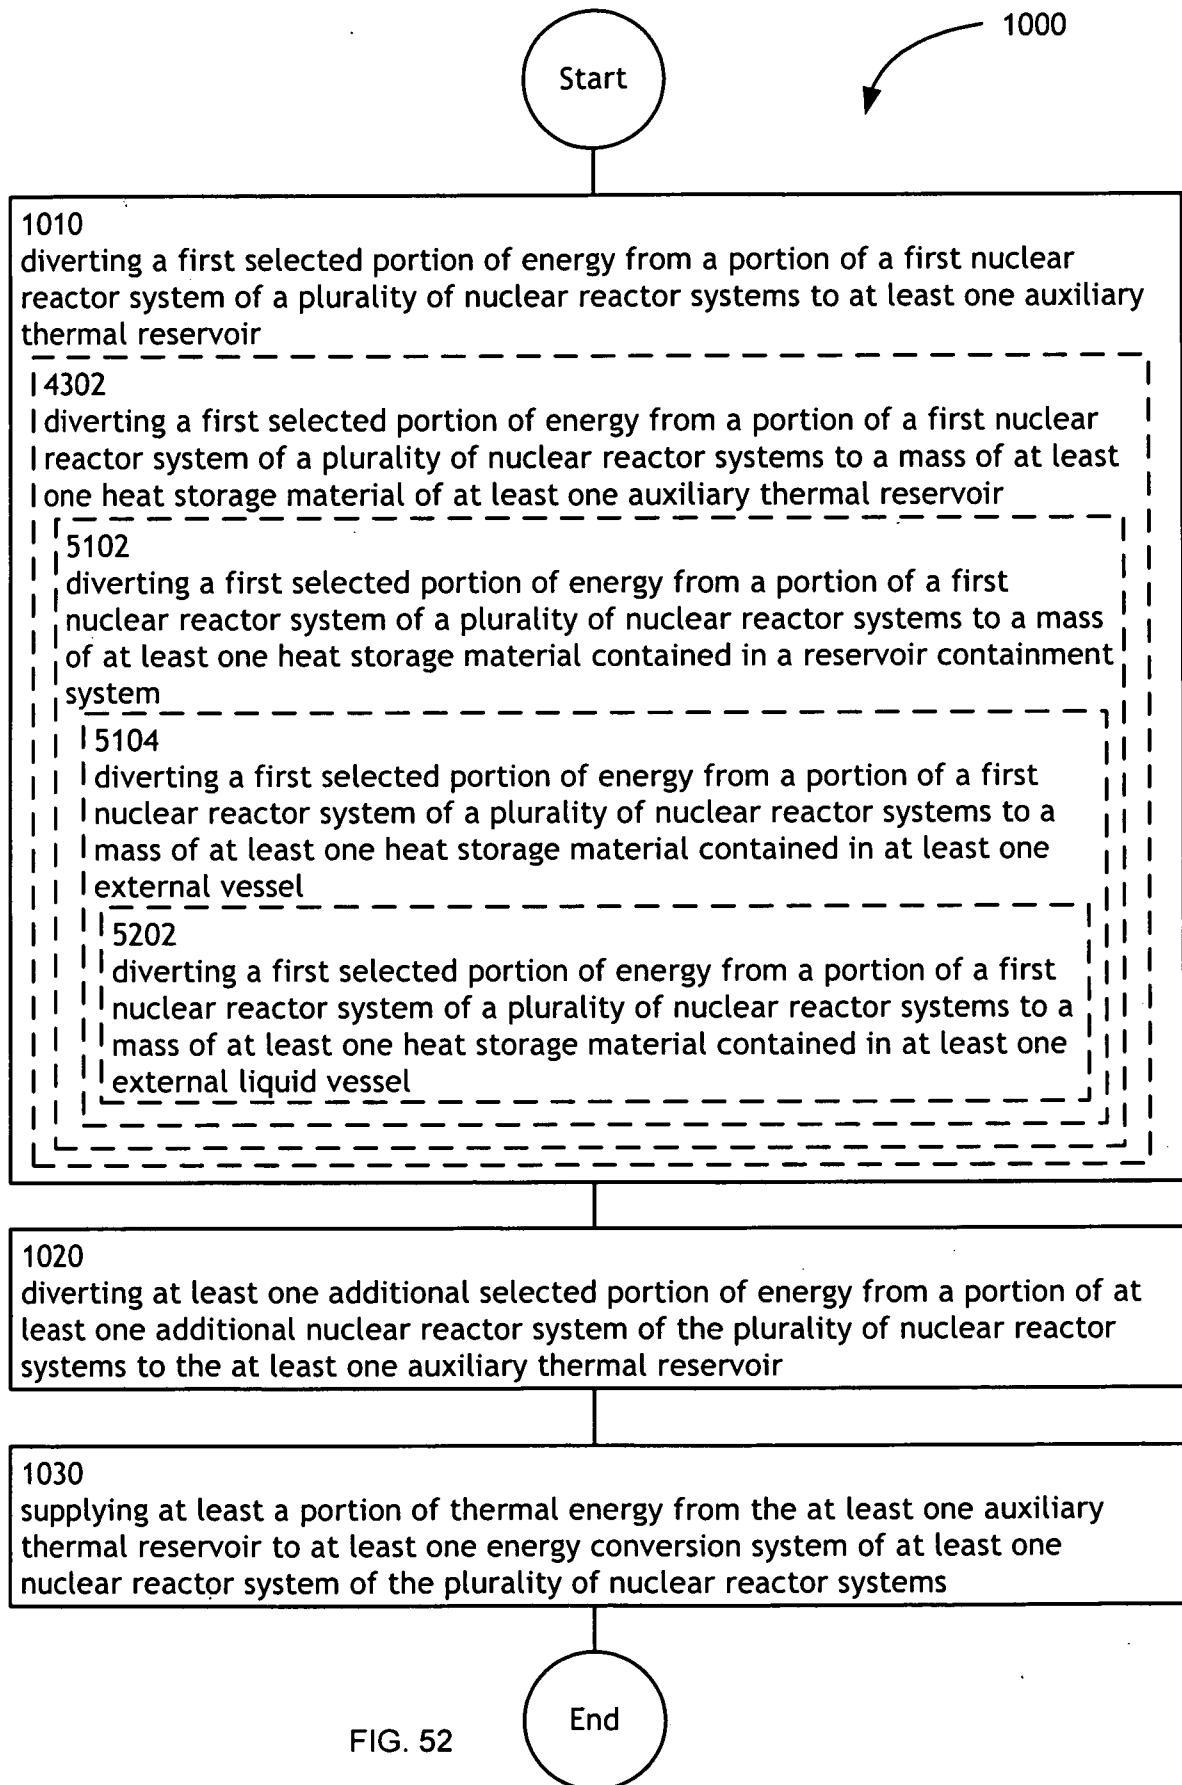 1000
Start
1010
diverting a first selected portion of energy from a portion of a first nuclear
reactor system of a plurality of nuclear reactor systems to at least one auxiliary
thermal reservoir
4302
diverting a first selected portion of energy from a portion of a first nuclear
reactor system of a plurality of nuclear reactor systems to a mass of at least
one heat storage material of at least one auxiliary thermal reservoir
5102
diverting a first selected portion of energy from a portion of a first
nuclear reactor system of a plurality of nuclear reactor systems to a mass
of at least one heat storage material contained in a reservoir containment
system
5104
diverting a first selected portion of energy from a portion of a first
nuclear reactor system of a plurality of nuclear reactor systems to a
mass of at least one heat storage material contained in at least one
external vessel
5202
diverting a first selected portion of energy from a portion of a first
nuclear reactor system of a plurality of nuclear reactor systems to a
mass of at least one heat storage material contained in at least one
external liquid vessel
1020
diverting at least one additional selected portion of energy from a portion of at
least one additional nuclear reactor system of the plurality of nuclear reactor
systems to the at least one auxiliary thermal reservoir
1030
supplying at least a portion of thermal energy from the at least one auxiliary
thermal reservoir to at least one energy conversion system of at least one
nuclear reactor system of the plurality of nuclear reactor systems
End
FIG. 52